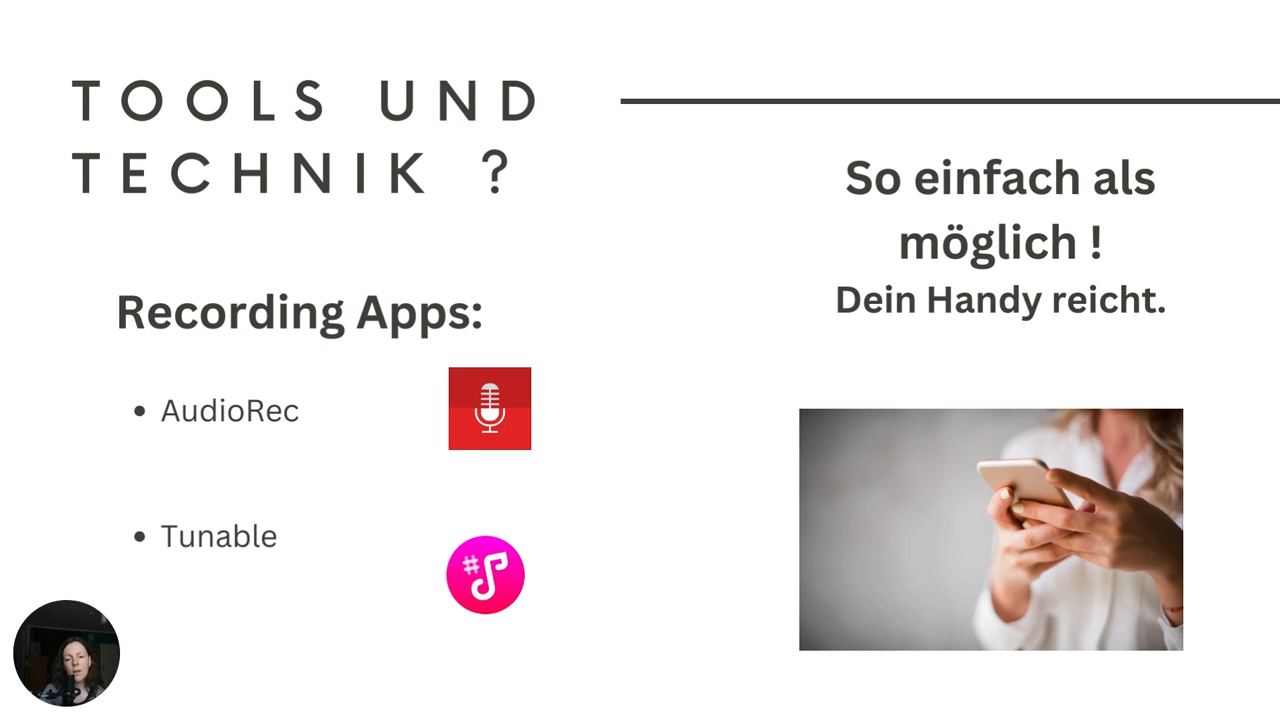 TOOLS UND
TECHNIK ?
Recording Apps:
• AudioRec
• Tunable
So einfach als
möglich !
Dein Handy reicht.